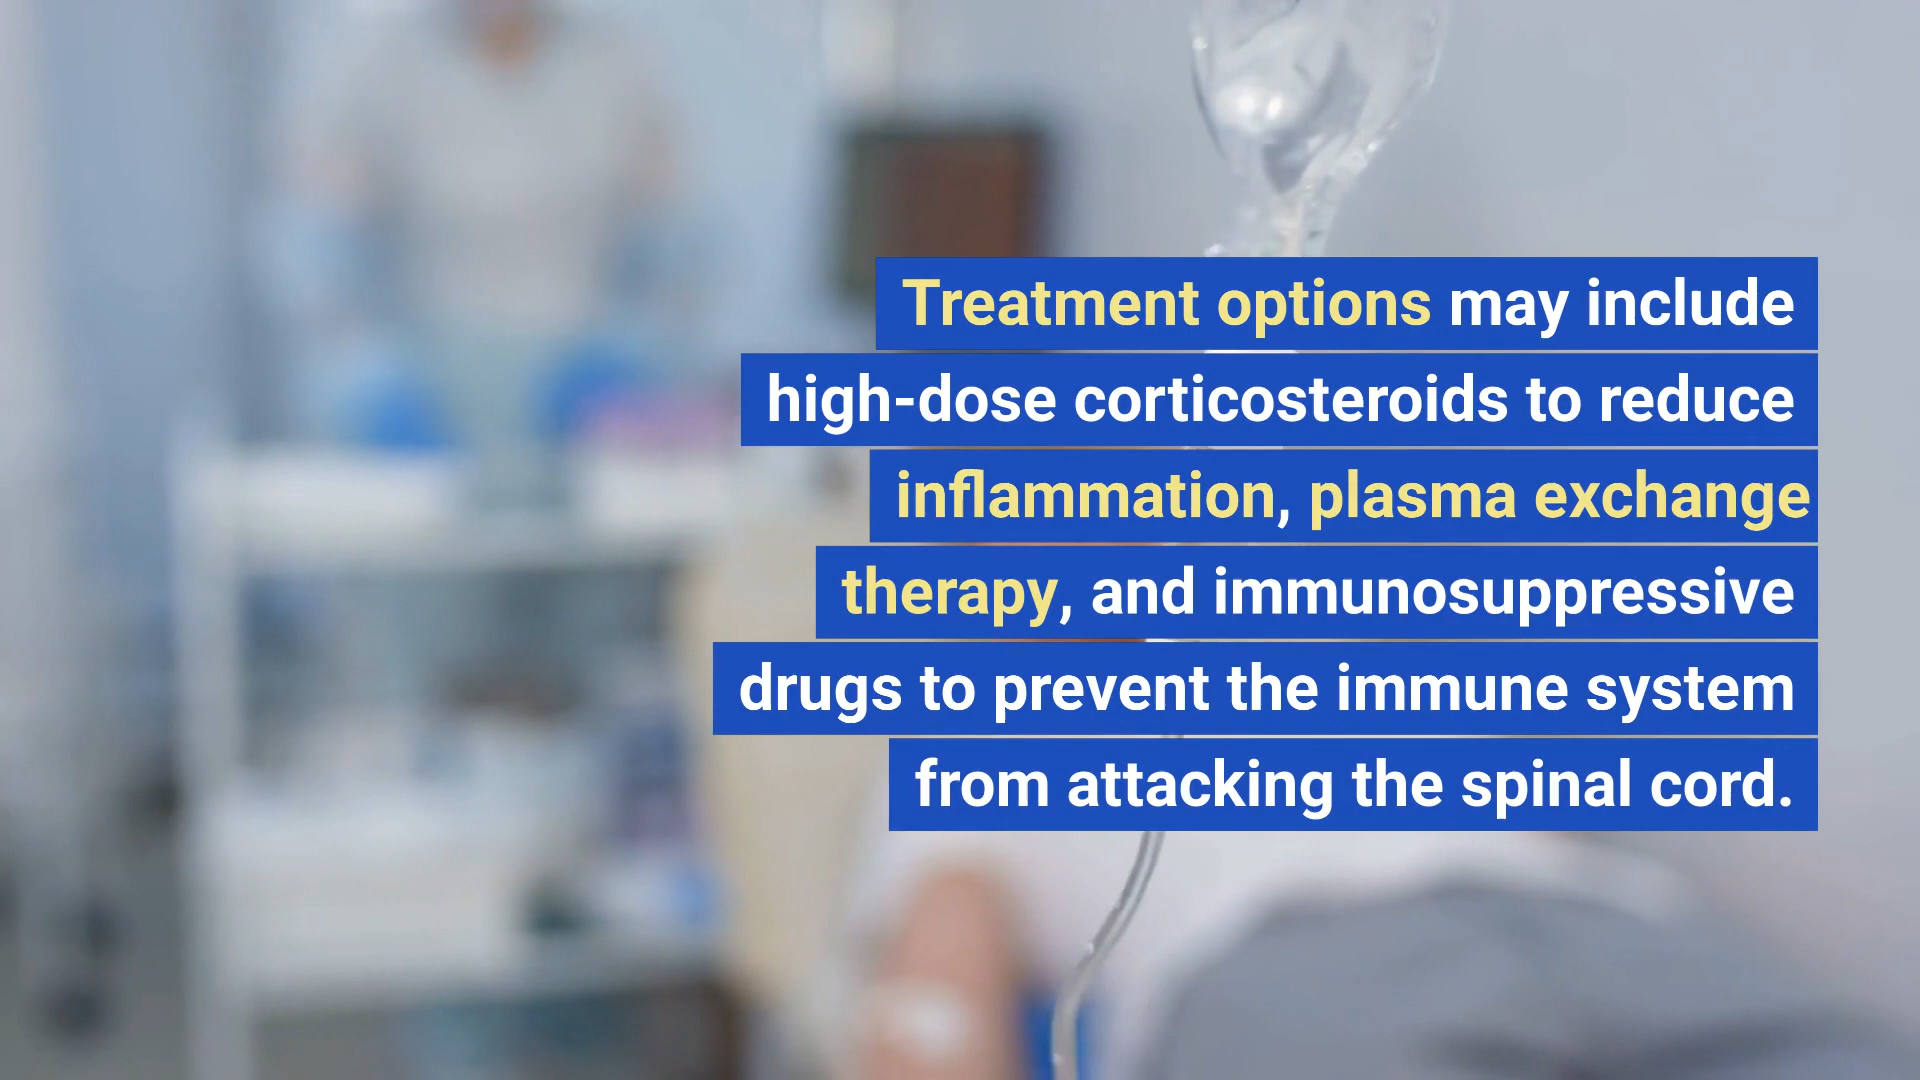 Treatment options may include
high-dose corticosteroids to reduce
inflammation, plasma exchange
therapy, and immunosuppressive
drugs to prevent the immune system
from attacking the spinal cord.